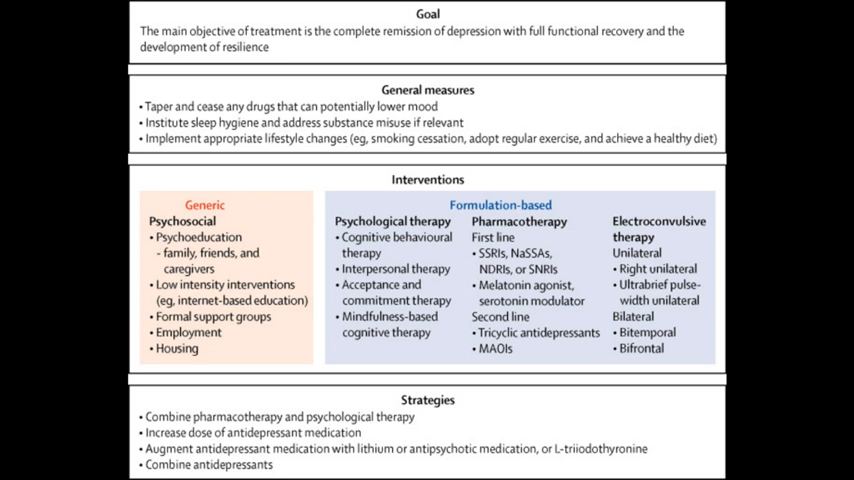 Goal
The main objective of treatment is the complete remission of depression with full functional recovery and the
development of resilience
General measures
• Taper and cease any drugs that can potentially lower mood
• Institute sleep hygiene and address substance misuse if relevant
• Implement appropriate lifestyle changes (eg, smoking cessation, adopt regular exercise, and achieve a healthy diet)
Interventions
Generic
Psychosocial
• Psychoeducation
- family, friends, and
caregivers
• Low intensity interventions
(eg, internet-based education)
• Formal support groups
• Employment
• Housing
Formulation-based
Psychological therapy
• Cognitive behavioural
therapy
• Interpersonal therapy
• Acceptance and
commitment therapy
• Mindfulness-based
cognitive therapy
Pharmacotherapy
First line
• SSRIs, NaSSAs,
NDRIs, or SNRIs
• Melatonin agonist,
serotonin modulator
Second line
• Tricyclic antidepressants
• MAOIs
Electroconvulsive
therapy
Unilateral
• Right unilateral
• Ultrabrief pulse-
width unilateral
Bilateral
• Bitemporal
• Bifrontal
Strategies
• Combine pharmacotherapy and psychological therapy
• Increase dose of antidepressant medication
• Augment antidepressant medication with lithium or antipsychotic medication, or L-triiodothyronine
• Combine antidepressants